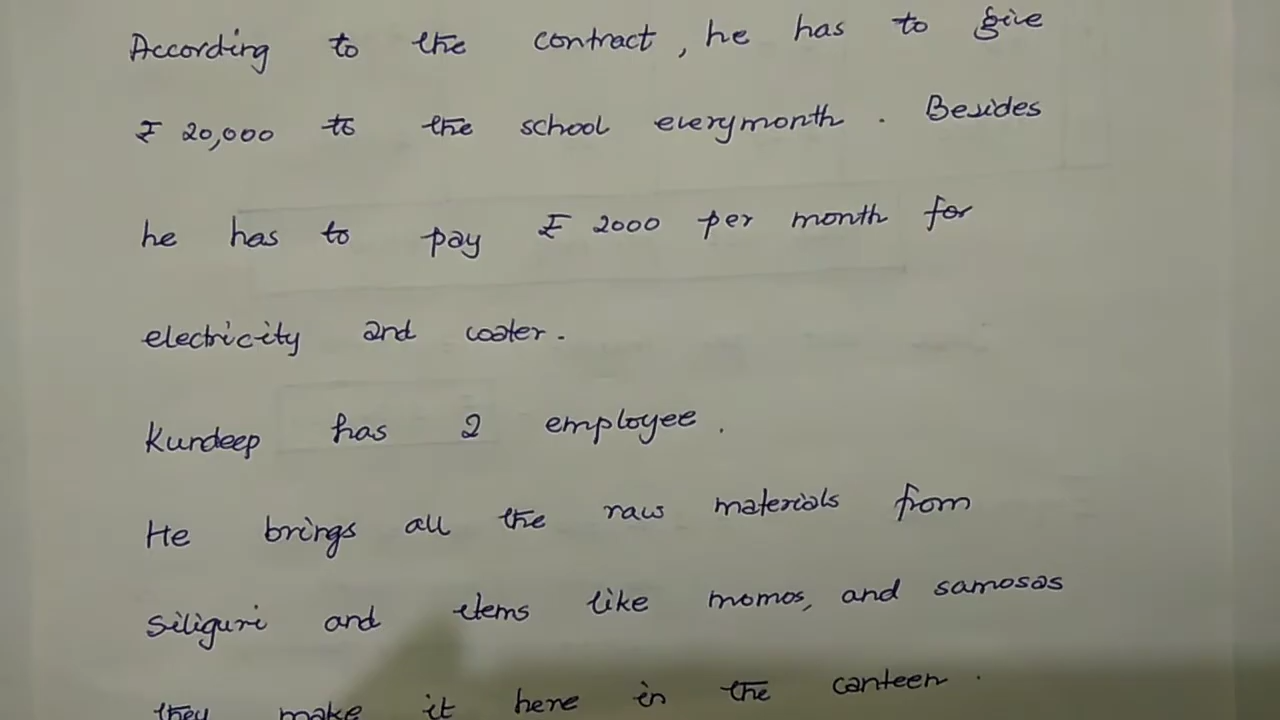 According to the contract, he has to give
₹ 20,000 to the school everymonth. Besides
he has to pay ₹ 2000 per month for
electricity and water.
Kundeep has 2 employee.
He brings all the raw materials from
Siliguri and items like momos, and samosas
they make it here in the canteen.